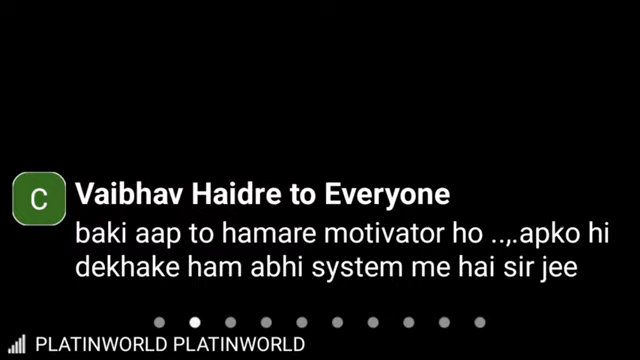 C
Vaibhav Haidre to Everyone
baki aap to hamare motivator ho ..,.apko hi
dekhake ham abhi system me hai sir jee
PLATINWORLD PLATINWORLD